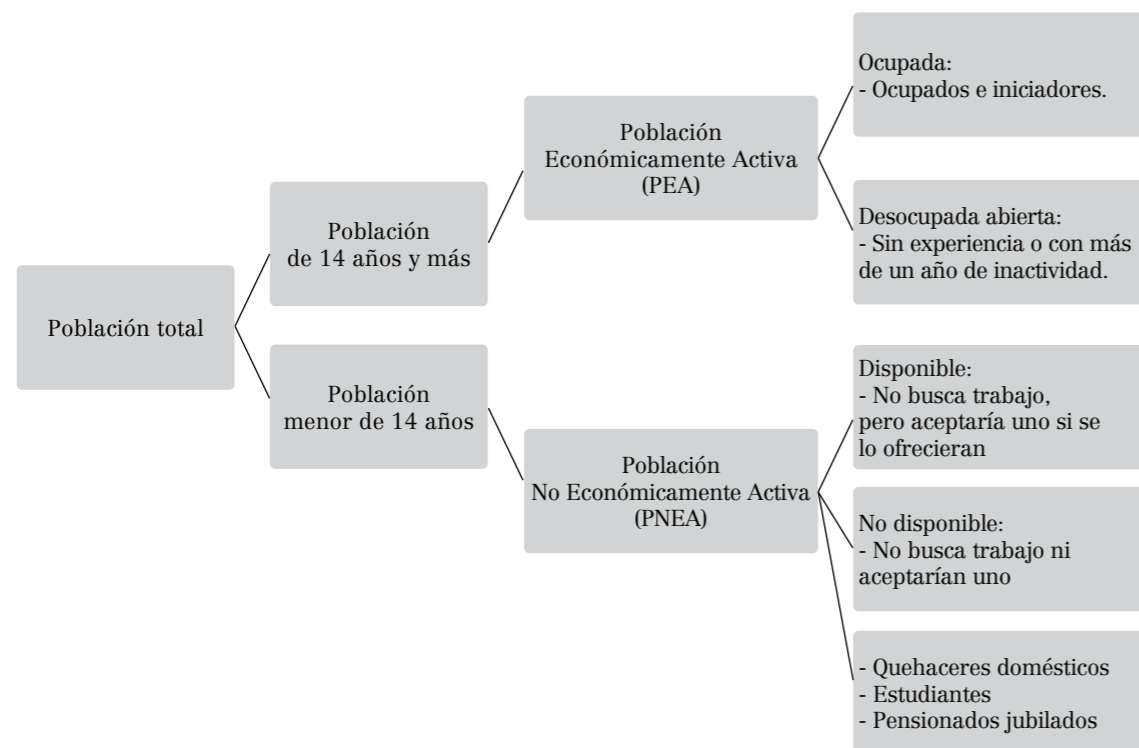 Población total
Población
de 14 años y más
Población
menor de 14 años
Población
Económicamente Activa
(PEA)
Población
No Económicamente Activa
(PNEA)
Ocupada:
- Ocupados e iniciadores.
Desocupada abierta:
- Sin experiencia o con más
de un año de inactividad.
Disponible:
- No busca trabajo,
pero aceptaría uno si se
lo ofrecieran
No disponible:
- No busca trabajo ni
aceptarían uno
- Quehaceres domésticos
- Estudiantes
- Pensionados jubilados